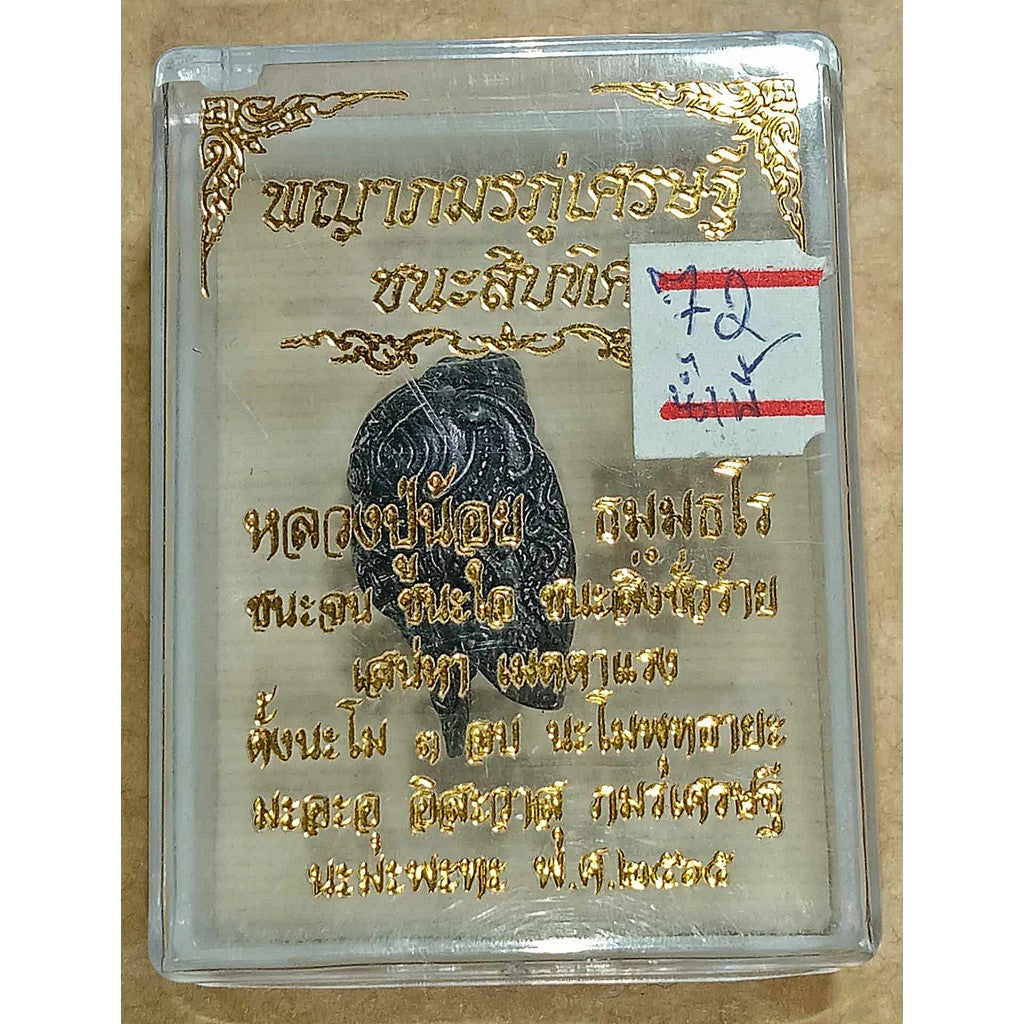 พญาภมรภู่เศรษฐี
ชนะสิบทิศ
72
หลวงปู่น้อย ธมฺมธโร
ชนะจน ชนะใจ ชนะสิ่งชั่วร้าย
เสน่หา เมตตาแรง
ตั้งนะโม ๓ จบ นะโมพุทธายะ
มะอะอุ อิสะวาสุ ภมรเศรษฐี
นะมะพะทะ พ.ศ.๒๕๖๕